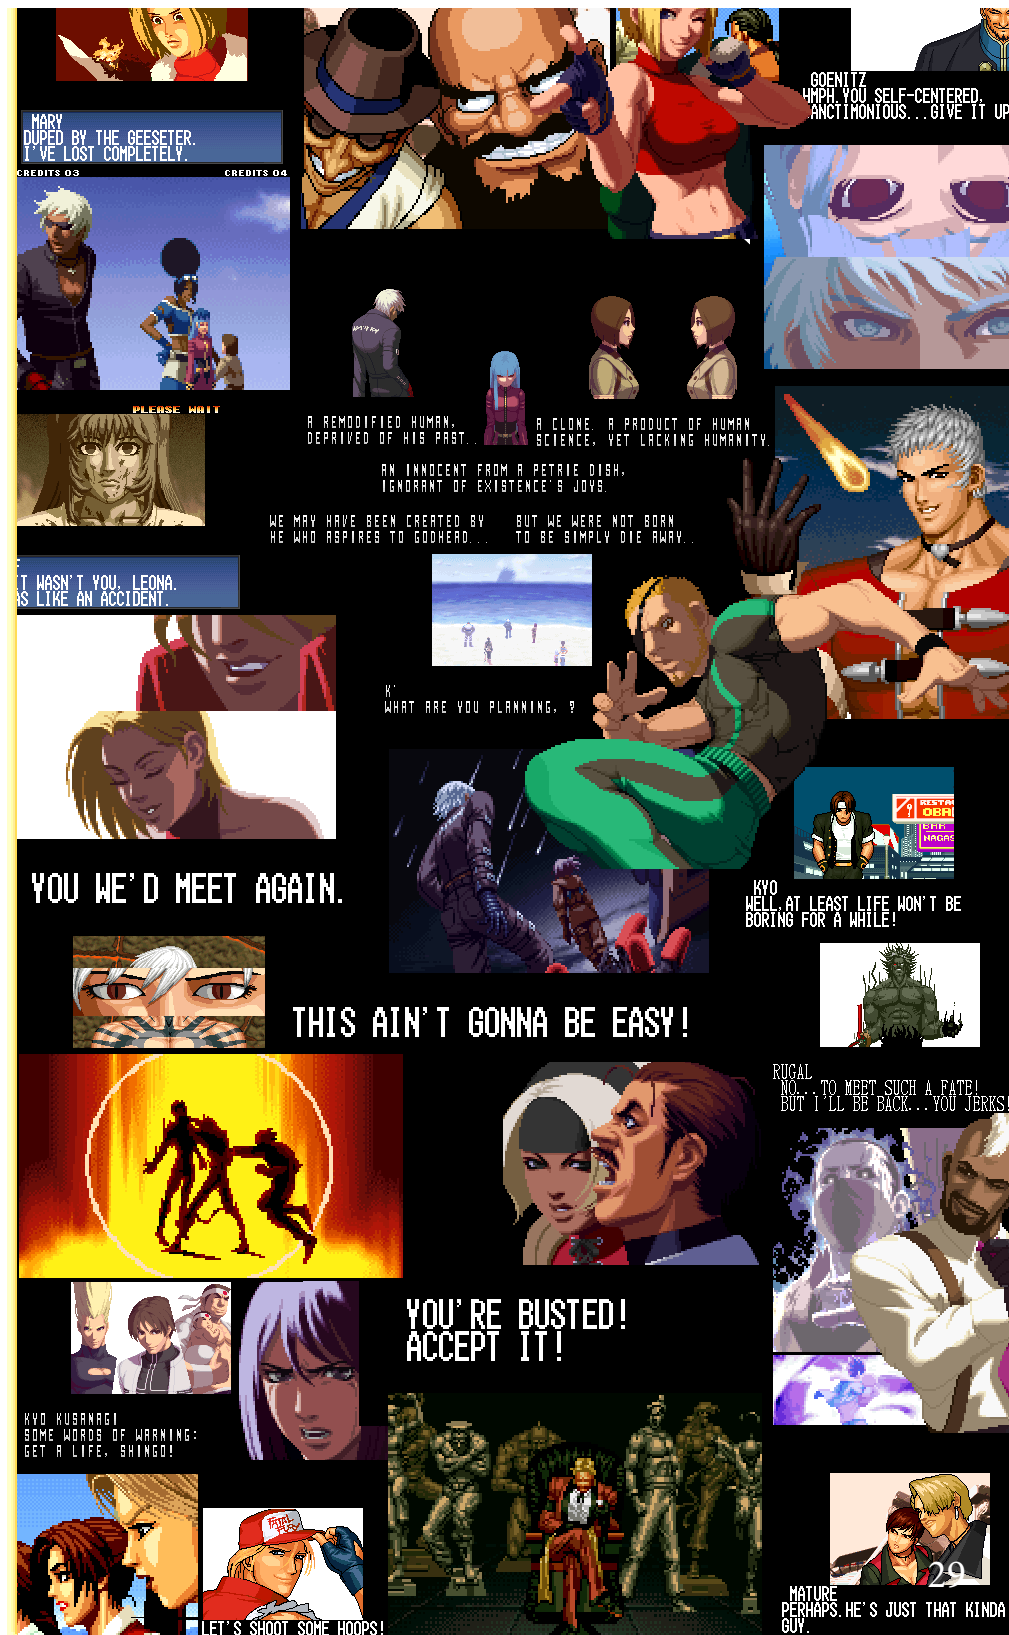 GOENITZ
HMPH.YOU SELF-CENTERED,
ANCTIMONIOUS...GIVE IT UP
MARY
DUPED BY THE GEESETER.
I'VE LOST COMPLETELY.
CREDITS 03
CREDITS 04
A REMODIFIED HUMAN,
DEPRIVED OF HIS PAST..
A CLONE. A PRODUCT OF HUMAN
SCIENCE, YET LACKING HUMANITY.
AN INNOCENT FROM A PETRIE DISH,
IGNORANT OF EXISTENCE'S JOYS.
WE MAY HAVE BEEN CREATED BY
HE WHO ASPIRES TO GODHEAD...
BUT WE WERE NOT BORN
TO BE SIMPLY DIE AWAY..
PLEASE WAIT
T WASN'T YOU, LEONA.
AS LIKE AN ACCIDENT.
K'
WHAT ARE YOU PLANNING, ?
RESTA
OBA
BAR
NAGAS
KYO
WELL,AT LEAST LIFE WON'T BE
BORING FOR A WHILE!
YOU WE'D MEET AGAIN.
THIS AIN'T GONNA BE EASY!
RUGAL
NO...TO MEET SUCH A FATE!
BUT I'LL BE BACK...YOU JERKS!
YOU'RE BUSTED!
ACCEPT IT!
KYO KUSANAGI
SOME WORDS OF WARNING:
GET A LIFE, SHINGO!
FATAL
FURY
LET'S SHOOT SOME HOOPS!
29
MATURE
PERHAPS.HE'S JUST THAT KINDA
GUY.